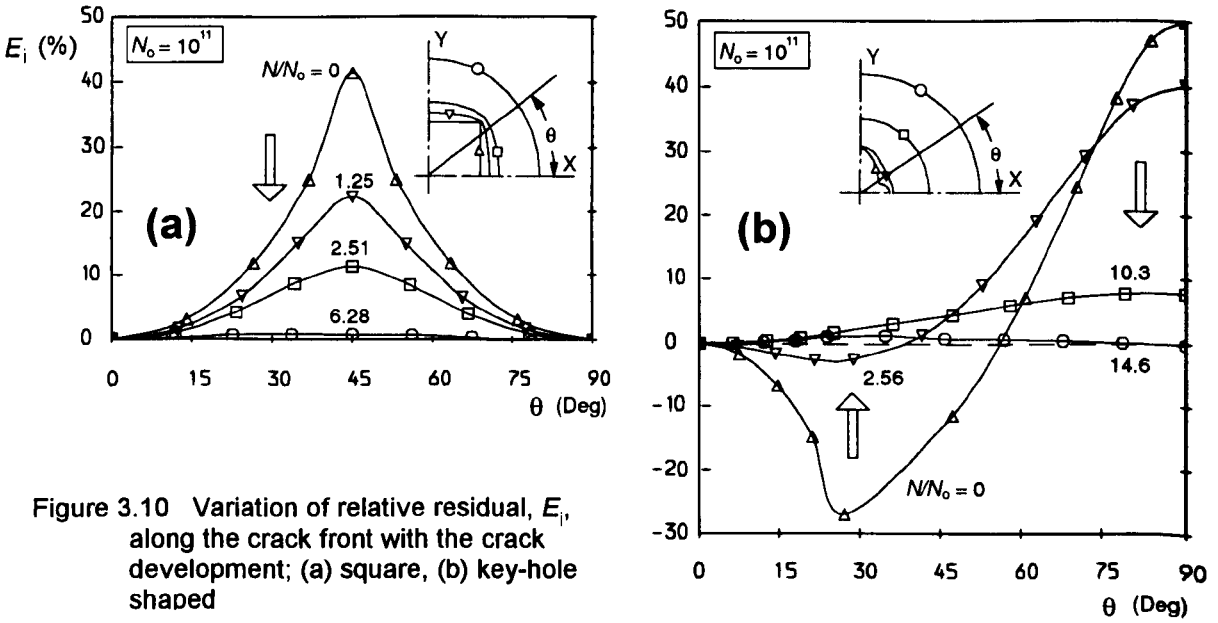 50
E_i (%)
40
30
20
10
0
N_o = 10^11
N/N_o = 0
1.25
2.51
6.28
Y
X
θ
(a)
0 15 30 45 60 75 90
θ (Deg)
50
40
30
20
10
0
-10
-20
-30
N_o = 10^11
Y
X
θ
(b)
10.3
14.6
2.56
N/N_o = 0
0 15 30 45 60 75 90
θ (Deg)
Figure 3.10 Variation of relative residual, E_i,
along the crack front with the crack
development; (a) square, (b) key-hole
shaped